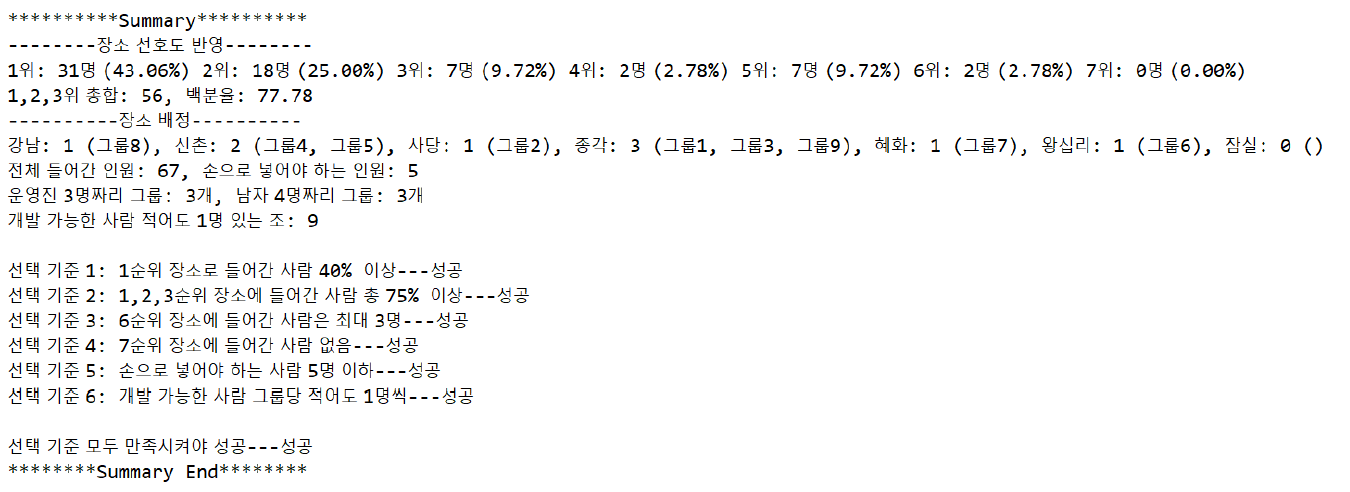 **********Summary**********
--------장소 선호도 반영--------
1위: 31명 (43.06%) 2위: 18명 (25.00%) 3위: 7명 (9.72%) 4위: 2명 (2.78%) 5위: 7명 (9.72%) 6위: 2명 (2.78%) 7위: 0명 (0.00%)
1,2,3위 총합: 56, 백분율: 77.78
----------장소 배정----------
강남: 1 (그룹8), 신촌: 2 (그룹4, 그룹5), 사당: 1 (그룹2), 종각: 3 (그룹1, 그룹3, 그룹9), 혜화: 1 (그룹7), 왕십리: 1 (그룹6), 잠실: 0 ()
전체 들어간 인원: 67, 손으로 넣어야 하는 인원: 5
운영진 3명짜리 그룹: 3개, 남자 4명짜리 그룹: 3개
개발 가능한 사람 적어도 1명 있는 조: 9
선택 기준 1: 1순위 장소로 들어간 사람 40% 이상---성공
선택 기준 2: 1,2,3순위 장소에 들어간 사람 총 75% 이상---성공
선택 기준 3: 6순위 장소에 들어간 사람은 최대 3명---성공
선택 기준 4: 7순위 장소에 들어간 사람 없음---성공
선택 기준 5: 손으로 넣어야 하는 사람 5명 이하---성공
선택 기준 6: 개발 가능한 사람 그룹당 적어도 1명씩---성공
선택 기준 모두 만족시켜야 성공---성공
********Summary End********